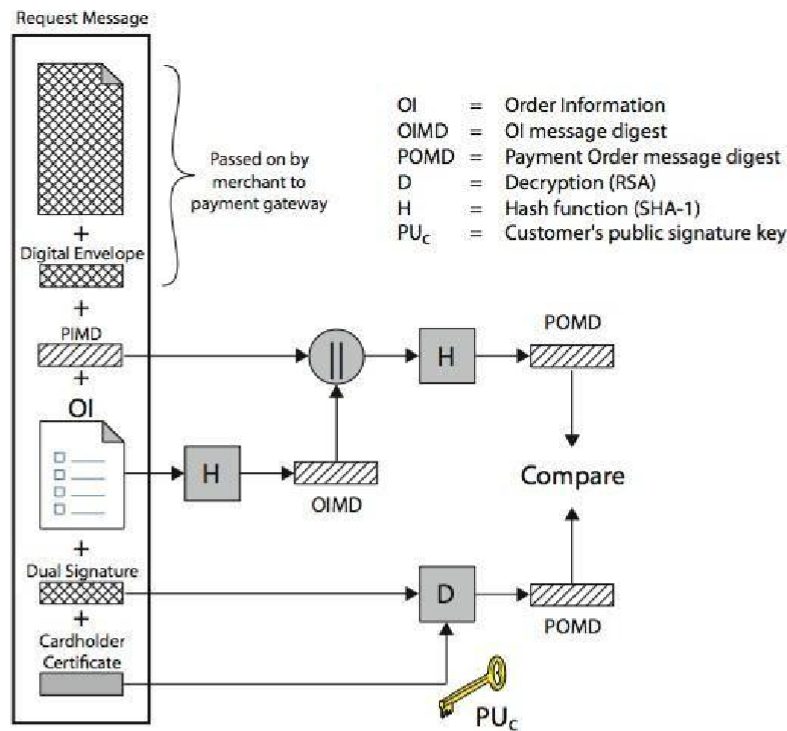 Request Message
Passed on by
merchant to
payment gateway
OI = Order Information
OIMD = OI message digest
POMD = Payment Order message digest
D = Decryption (RSA)
H = Hash function (SHA-1)
PUc = Customer's public signature key
+
Digital Envelope
+
PIMD
+
OI
||
H
POMD
H
OIMD
Compare
+
Dual Signature
D
POMD
+
Cardholder
Certificate
PUc